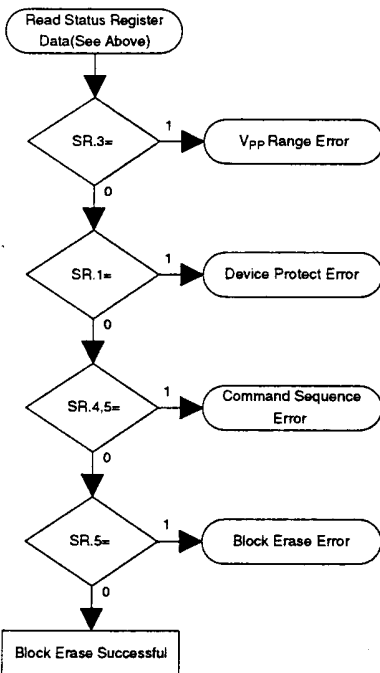 Read Status Register
Data(See Above)
SR.3=
1
VPP Range Error
0
SR.1=
1
Device Protect Error
0
SR.4,5=
1
Command Sequence
Error
0
SR.5=
1
Block Erase Error
0
Block Erase Successful